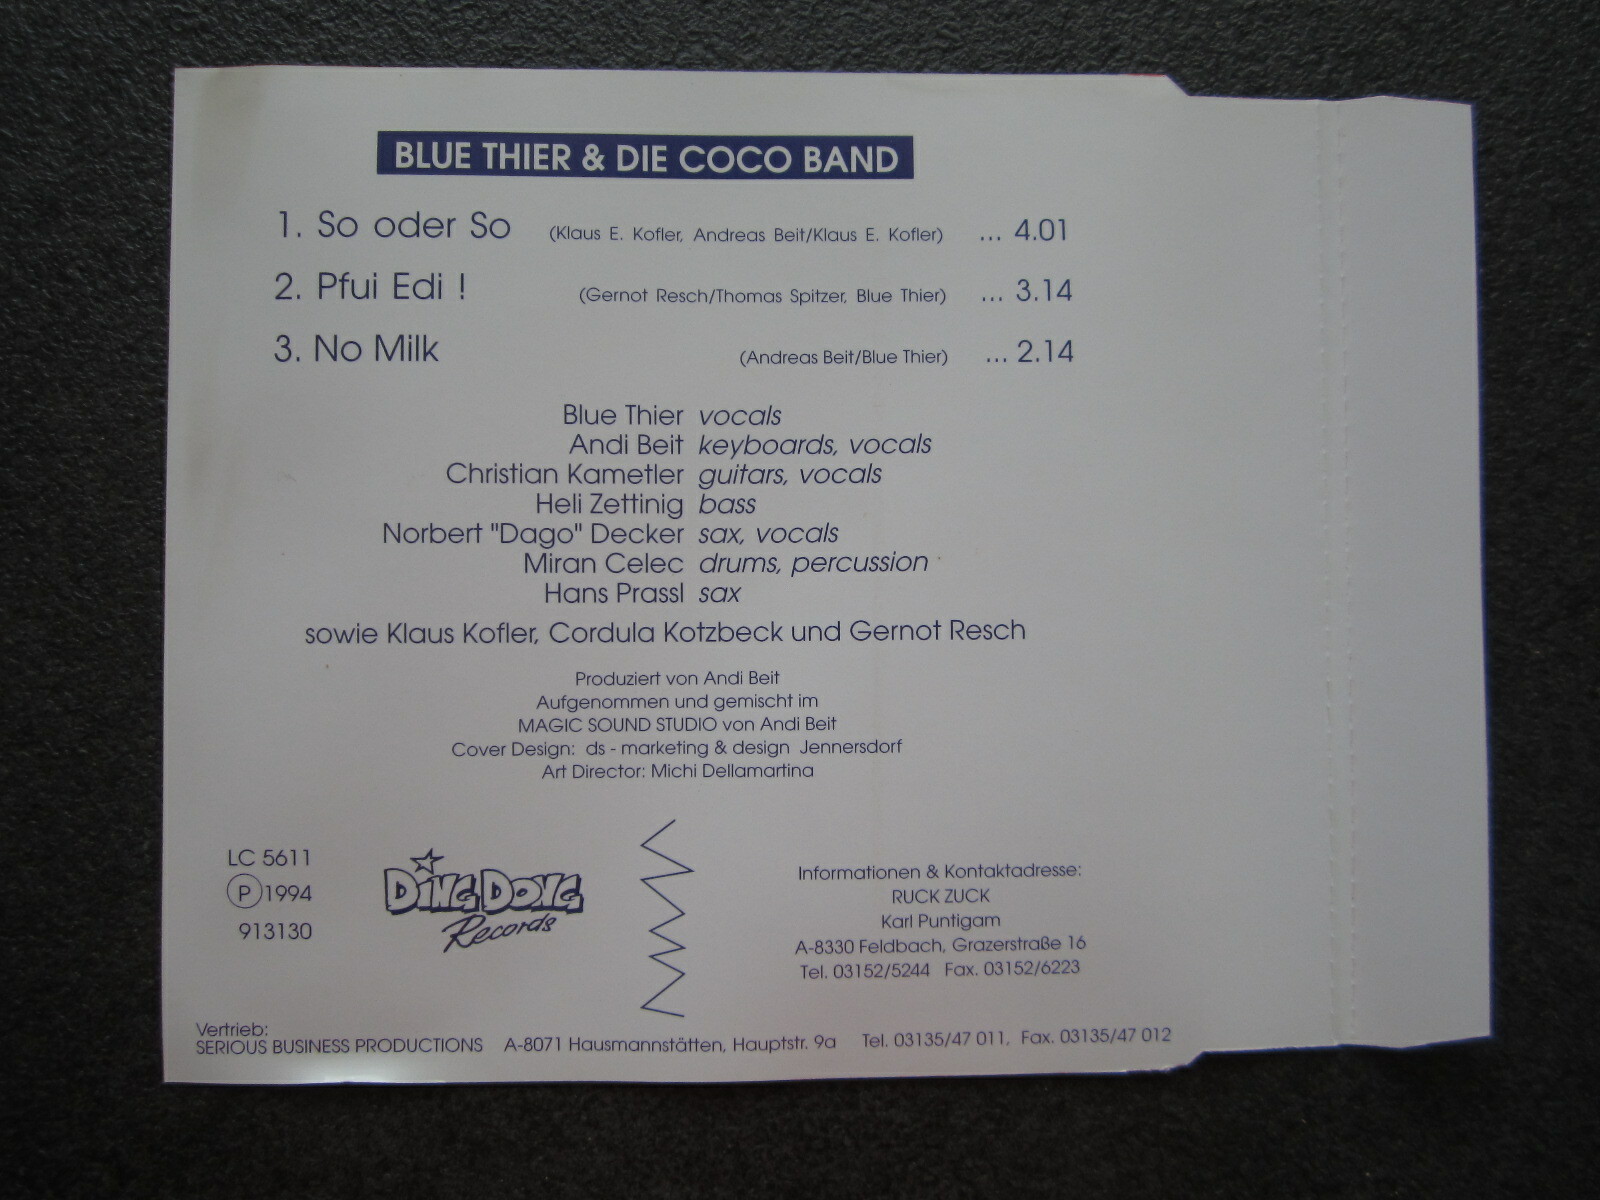 BLUE THIER & DIE COCO BAND
1. So oder So (Klaus E. Kofler, Andreas Beit/Klaus E. Kofler) ... 4.01
2. Pfui Edi ! (Gernot Resch/Thomas Spitzer, Blue Thier) ... 3.14
3. No Milk (Andreas Beit/Blue Thier) ... 2.14
Blue Thier vocals
Andi Beit keyboards, vocals
Christian Kametler guitars, vocals
Heli Zettinig bass
Norbert "Dago" Decker sax, vocals
Miran Celec drums, percussion
Hans Prassl sax
sowie Klaus Kofler, Cordula Kotzbeck und Gernot Resch
Produziert von Andi Beit
Aufgenommen und gemischt im
MAGIC SOUND STUDIO von Andi Beit
Cover Design: ds - marketing & design Jennersdorf
Art Director: Michi Dellamartina
LC 5611
Ⓟ 1994
913130
DING DONG
Records
Informationen & Kontaktadresse:
RUCK ZUCK
Karl Puntigam
A-8330 Feldbach, Grazerstraße 16
Tel. 03152/5244 Fax. 03152/6223
Vertrieb:
SERIOUS BUSINESS PRODUCTIONS A-8071 Hausmannstätten, Hauptstr. 9a Tel. 03135/47 011, Fax. 03135/47 012